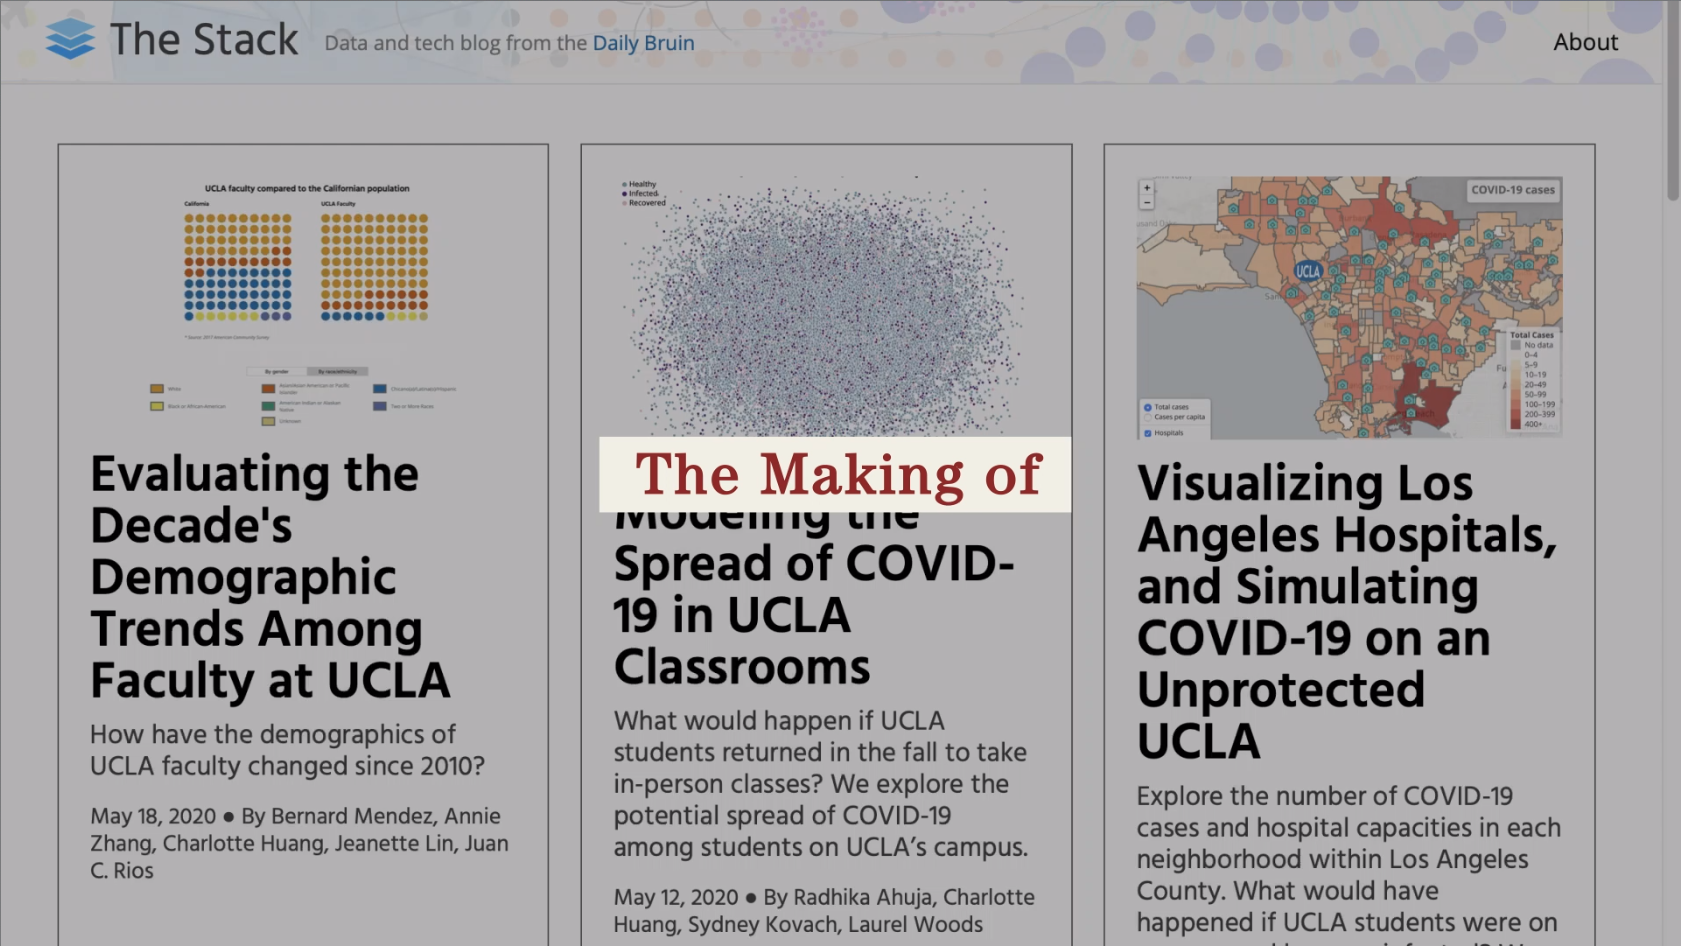 The Stack
Data and tech blog from the Daily Bruin
About
UCLA faculty compared to the Californian population
California
UCLA Faculty
* Source: 2017 American Community Survey
By gender
By race/ethnicity
White
Asian/Asian American or Pacific Islander
Chicano(a)/Latino(a)/Hispanic
Black or African-American
American Indian or Alaskan Native
Two or More Races
Unknown
Evaluating the
Decade's
Demographic
Trends Among
Faculty at UCLA
How have the demographics of
UCLA faculty changed since 2010?
May 18, 2020 ● By Bernard Mendez, Annie
Zhang, Charlotte Huang, Jeanette Lin, Juan
C. Rios
Healthy
Infected
Recovered
The Making of
Modeling the
Spread of COVID-
19 in UCLA
Classrooms
What would happen if UCLA
students returned in the fall to take
in-person classes? We explore the
potential spread of COVID-19
among students on UCLA’s campus.
May 12, 2020 ● By Radhika Ahuja, Charlotte
Huang, Sydney Kovach, Laurel Woods
+
−
COVID-19 cases
UCLA
Total Cases
No data
0–4
5–9
10–19
20–49
50–99
100–199
200–399
400+
Total cases
Cases per capita
Hospitals
Visualizing Los
Angeles Hospitals,
and Simulating
COVID-19 on an
Unprotected
UCLA
Explore the number of COVID-19
cases and hospital capacities in each
neighborhood within Los Angeles
County. What would have
happened if UCLA students were on